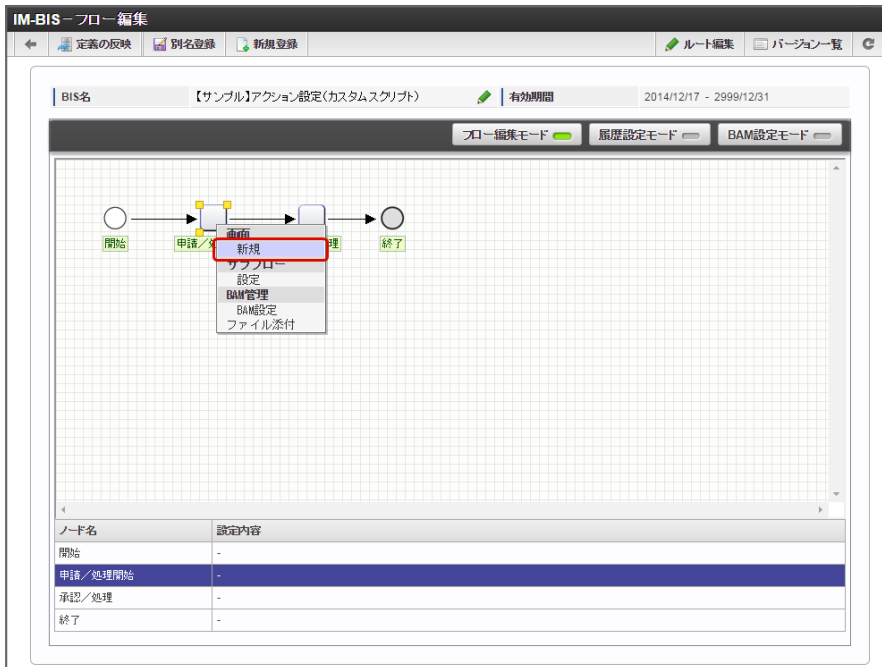 IM-BIS－フロー編集
定義の反映 別名登録 新規登録 ルート編集 バージョン一覧
BIS名 【サンプル】アクション設定(カスタムスクリプト) 有効期間 2014/12/17 - 2999/12/31
フロー編集モード 履歴設定モード BAM設定モード
開始 申請／処 理 終了
画面
新規
サブフロー
設定
BAM管理
BAM設定
ファイル添付
ノード名 設定内容
開始 -
申請／処理開始 -
承認／処理 -
終了 -